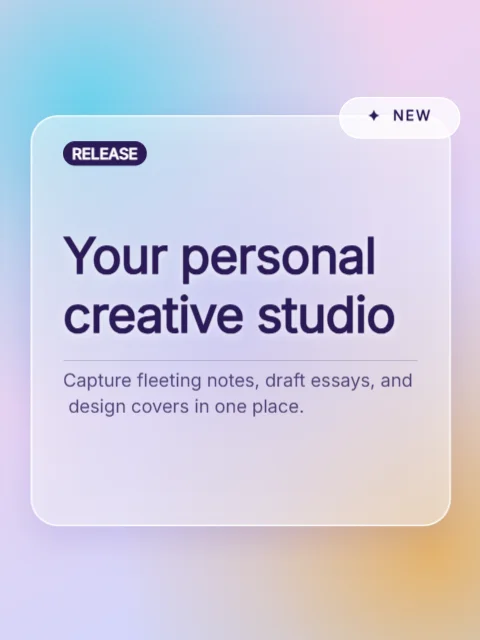 ✦ NEW
RELEASE
Your personal
creative studio
Capture fleeting notes, draft essays, and
design covers in one place.